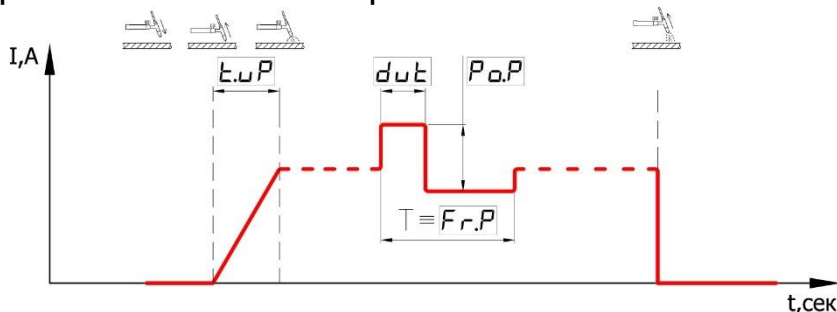 I,A
t.uP
dut
Po.P
T ≡ Fr.P
t,сек